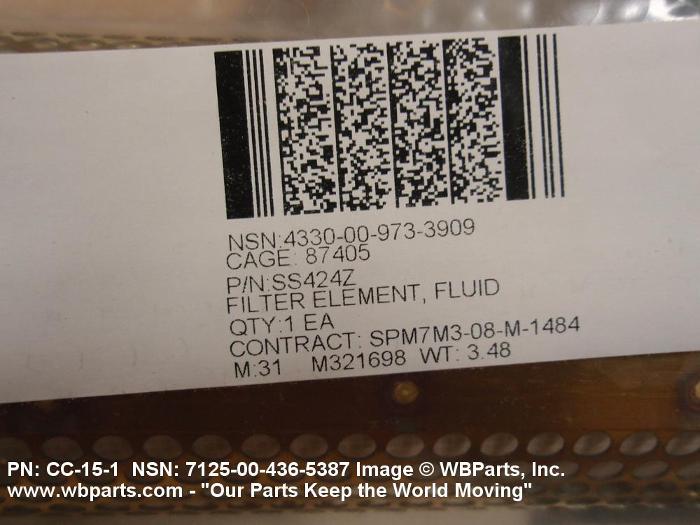 NSN:4330-00-973-3909
CAGE: 87405
P/N:SS424Z
FILTER ELEMENT, FLUID
QTY:1 EA
CONTRACT: SPM7M3-08-M-1484
M:31 M321698 WT: 3.48
PN: CC-15-1 NSN: 7125-00-436-5387 Image © WBParts, Inc.
www.wbparts.com - "Our Parts Keep the World Moving"